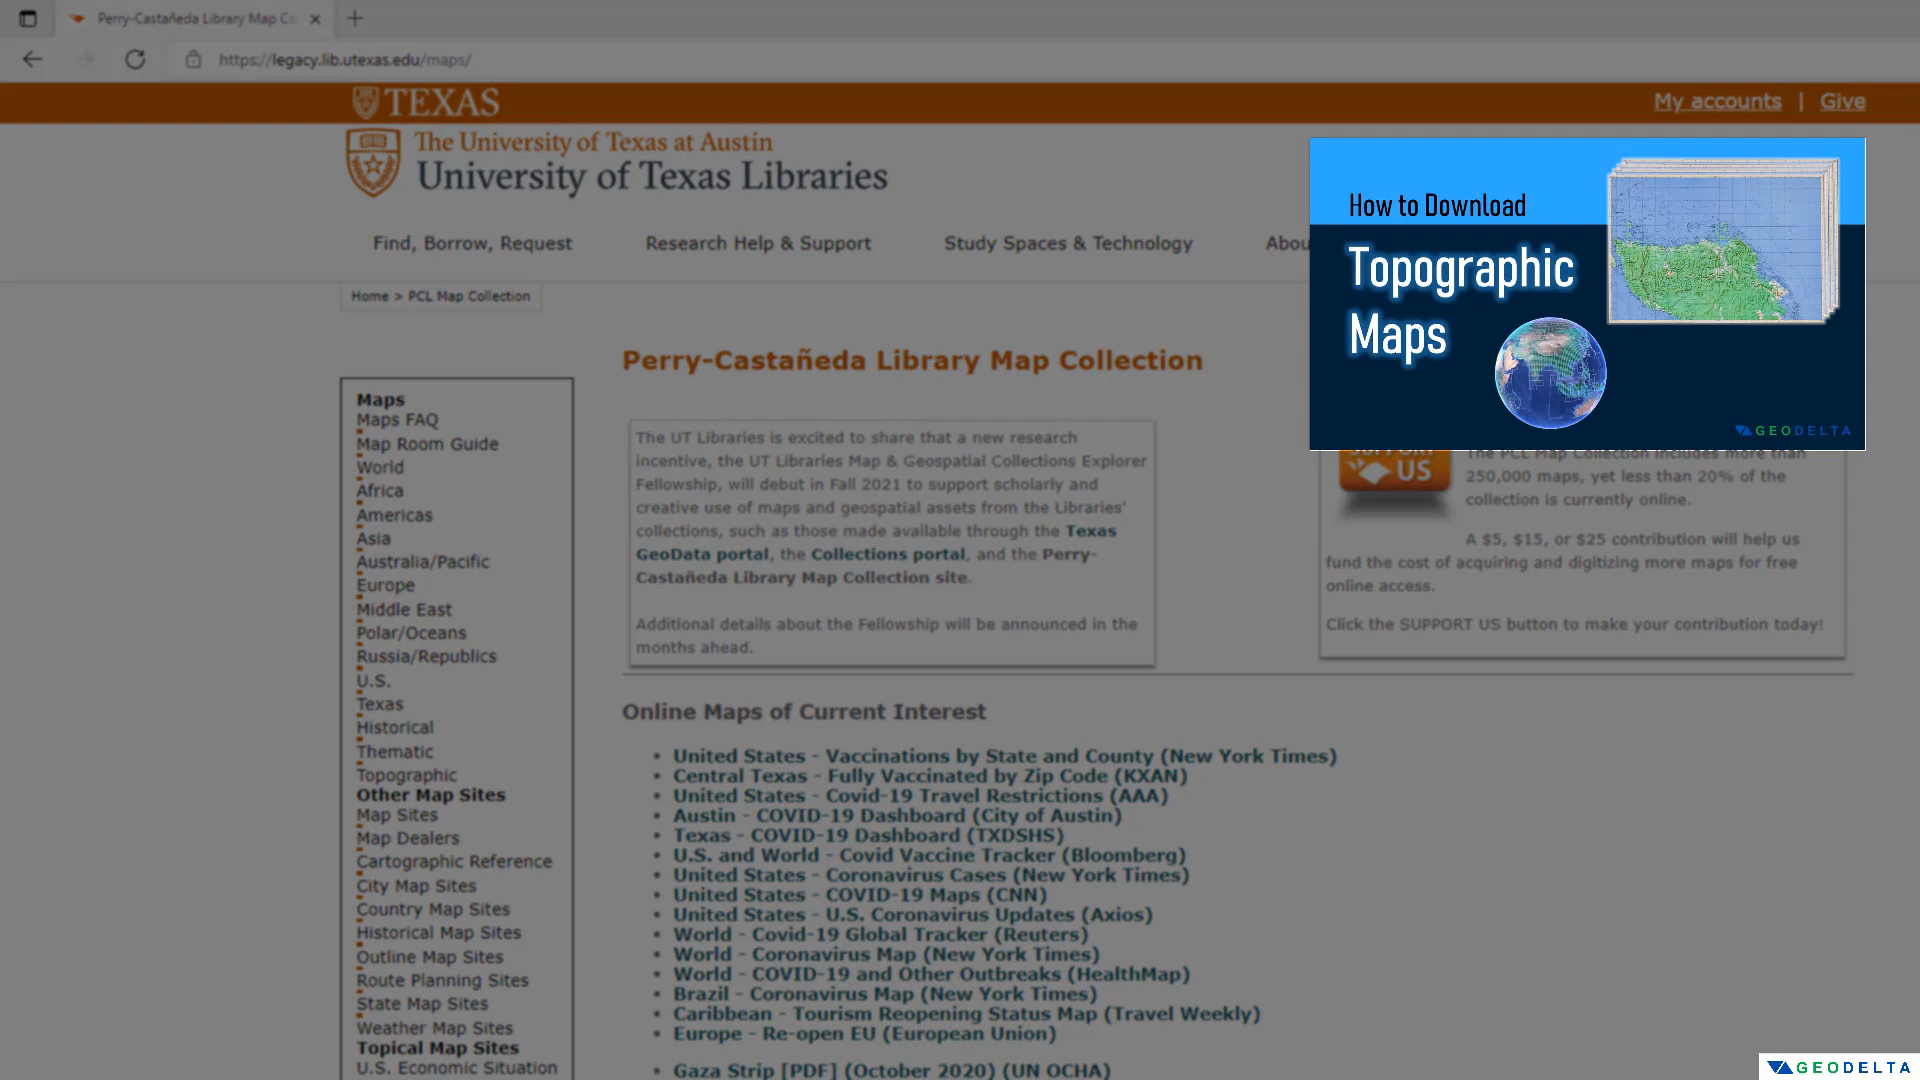 Perry-Castañeda Library Map Co
https://legacy.lib.utexas.edu/maps/
TEXAS
My accounts | Give
The University of Texas at Austin
University of Texas Libraries
Find, Borrow, Request
Research Help & Support
Study Spaces & Technology
Abou
How to Download
Topographic
Maps
GEODELTA
Home > PCL Map Collection
Perry-Castañeda Library Map Collection
Maps
Maps FAQ
Map Room Guide
World
Africa
Americas
Asia
Australia/Pacific
Europe
Middle East
Polar/Oceans
Russia/Republics
U.S.
Texas
Historical
Thematic
Topographic
Other Map Sites
Map Sites
Map Dealers
Cartographic Reference
City Map Sites
Country Map Sites
Historical Map Sites
Outline Map Sites
Route Planning Sites
State Map Sites
Weather Map Sites
Topical Map Sites
U.S. Economic Situation
The UT Libraries is excited to share that a new research
incentive, the UT Libraries Map & Geospatial Collections Explorer
Fellowship, will debut in Fall 2021 to support scholarly and
creative use of maps and geospatial assets from the Libraries'
collections, such as those made available through the Texas
GeoData portal, the Collections portal, and the Perry-
Castañeda Library Map Collection site.
Additional details about the Fellowship will be announced in the
months ahead.
SUPPORT
US
The PCL Map Collection includes more than
250,000 maps, yet less than 20% of the
collection is currently online.
A $5, $15, or $25 contribution will help us
fund the cost of acquiring and digitizing more maps for free
online access.
Click the SUPPORT US button to make your contribution today!
Online Maps of Current Interest
• United States - Vaccinations by State and County (New York Times)
• Central Texas - Fully Vaccinated by Zip Code (KXAN)
• United States - Covid-19 Travel Restrictions (AAA)
• Austin - COVID-19 Dashboard (City of Austin)
• Texas - COVID-19 Dashboard (TXDSHS)
• U.S. and World - Covid Vaccine Tracker (Bloomberg)
• United States - Coronavirus Cases (New York Times)
• United States - COVID-19 Maps (CNN)
• United States - U.S. Coronavirus Updates (Axios)
• World - Covid-19 Global Tracker (Reuters)
• World - Coronavirus Map (New York Times)
• World - COVID-19 and Other Outbreaks (HealthMap)
• Brazil - Coronavirus Map (New York Times)
• Caribbean - Tourism Reopening Status Map (Travel Weekly)
• Europe - Re-open EU (European Union)
• Gaza Strip [PDF] (October 2020) (UN OCHA)
GEODELTA